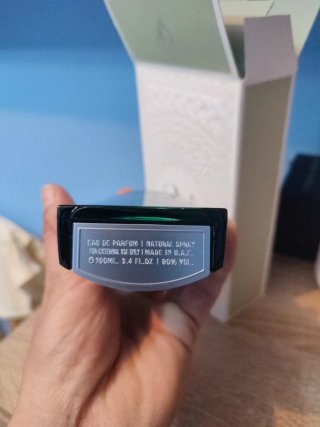 EAU DE PARFUM | NATURAL SPRAY
FOR EXTERNAL USE ONLY | MADE IN U.A.E.
℮100ML. 3.4 FL.OZ | 80% VOL.